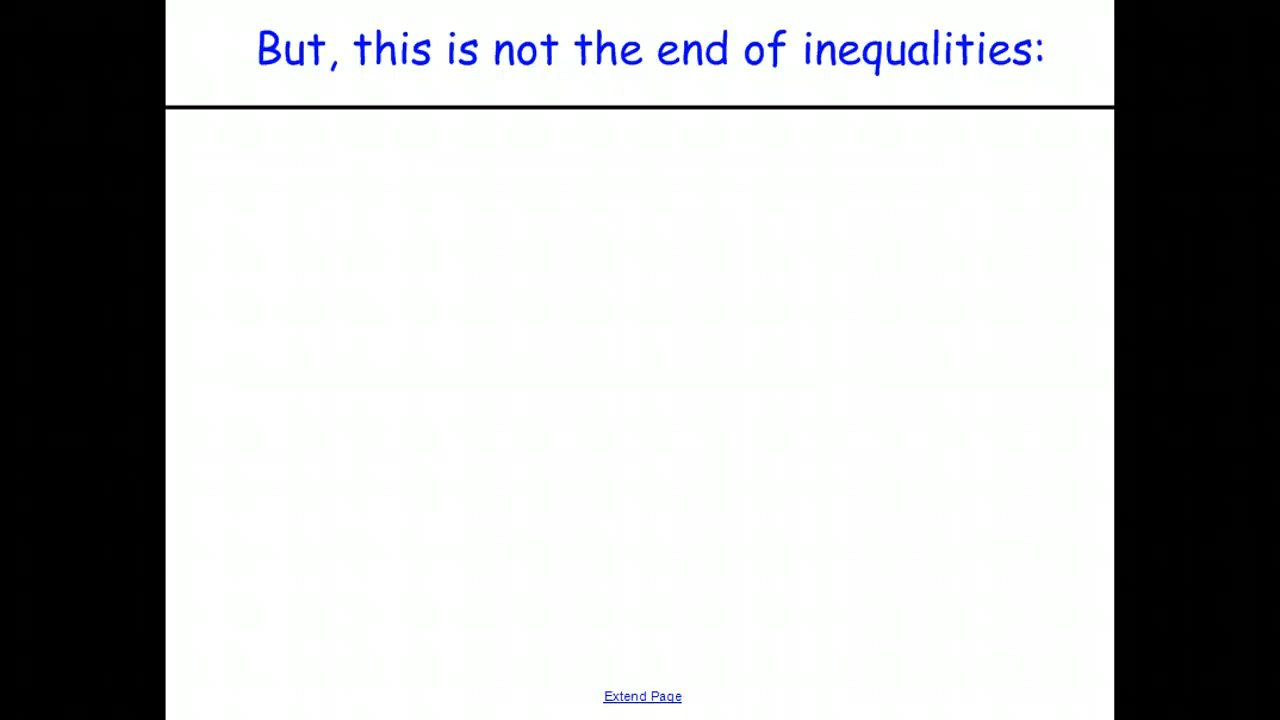 But, this is not the end of inequalities:
Extend Page